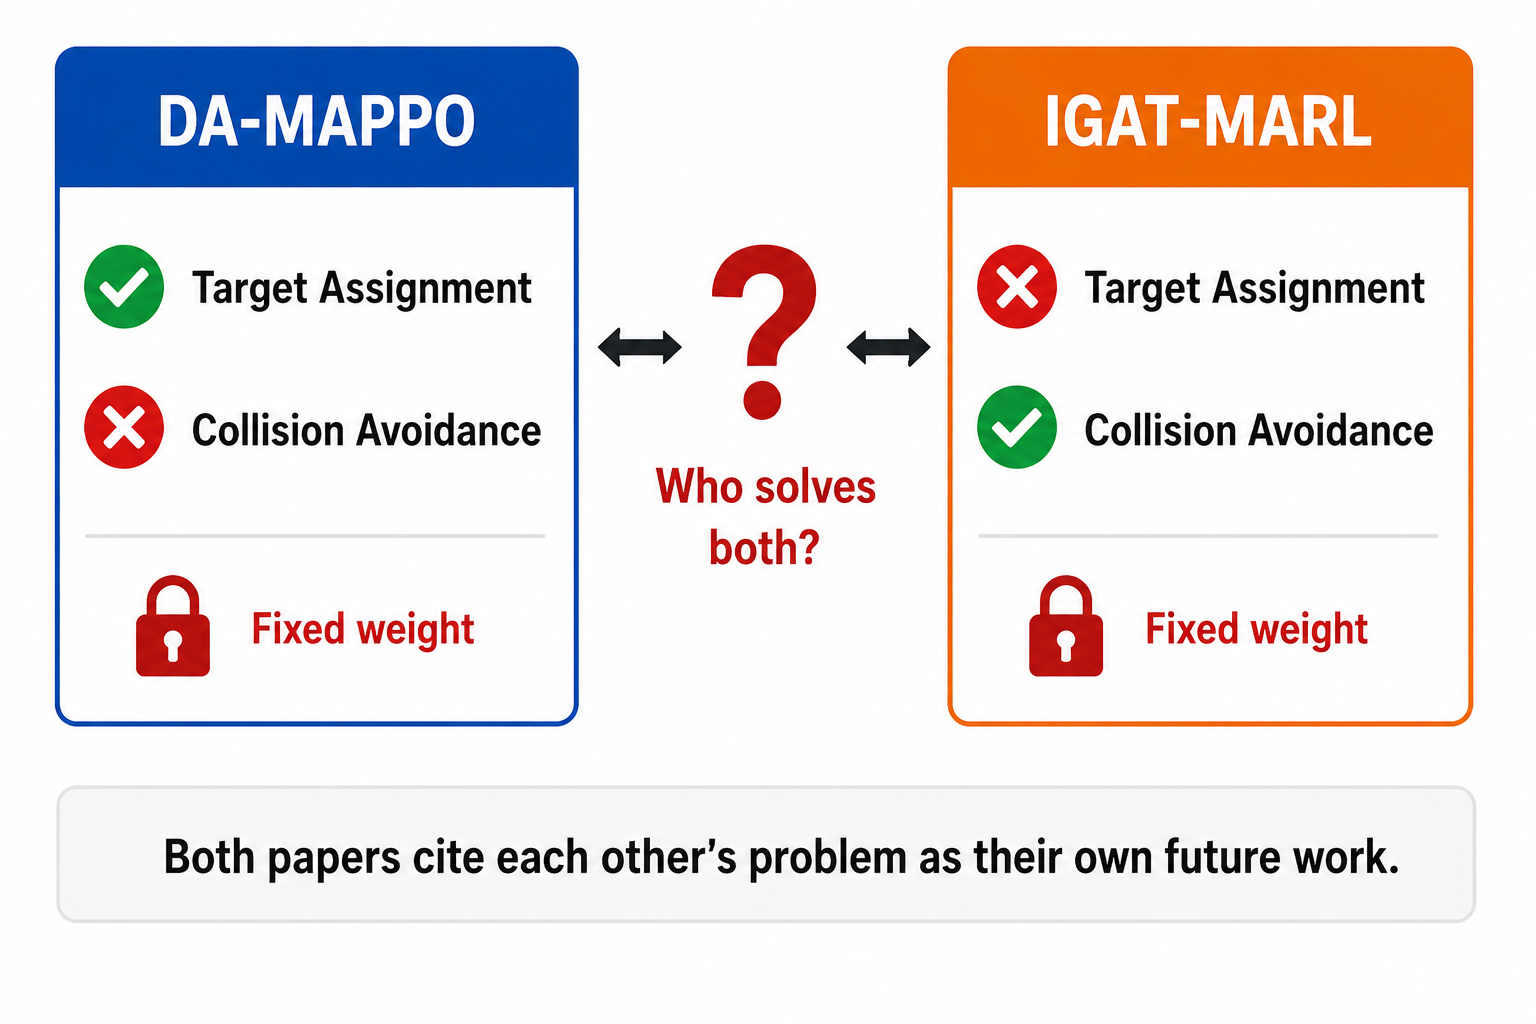 DA-MAPPO
Target Assignment
Collision Avoidance
Fixed weight
?
Who solves
both?
IGAT-MARL
Target Assignment
Collision Avoidance
Fixed weight
Both papers cite each other’s problem as their own future work.